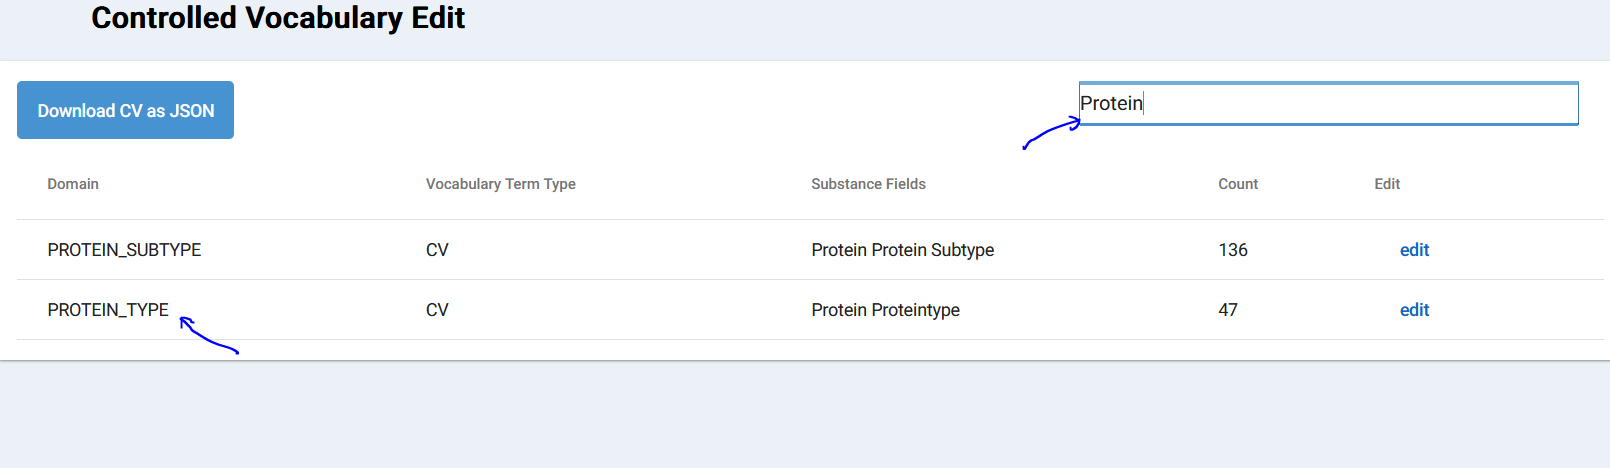 Controlled Vocabulary Edit
Download CV as JSON
Protein
Domain Vocabulary Term Type Substance Fields Count Edit
PROTEIN_SUBTYPE CV Protein Protein Subtype 136 edit
PROTEIN_TYPE CV Protein Proteintype 47 edit